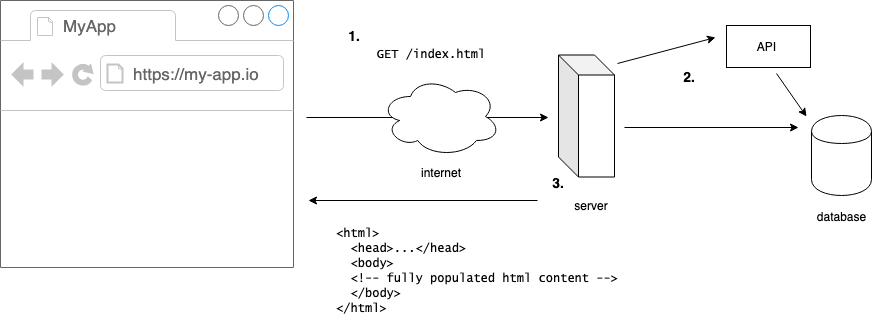 MyApp
https://my-app.io
1.
GET /index.html
internet
2.
API
database
3.
server
<html>
<head>...</head>
<body>
<!-- fully populated html content -->
</body>
</html>